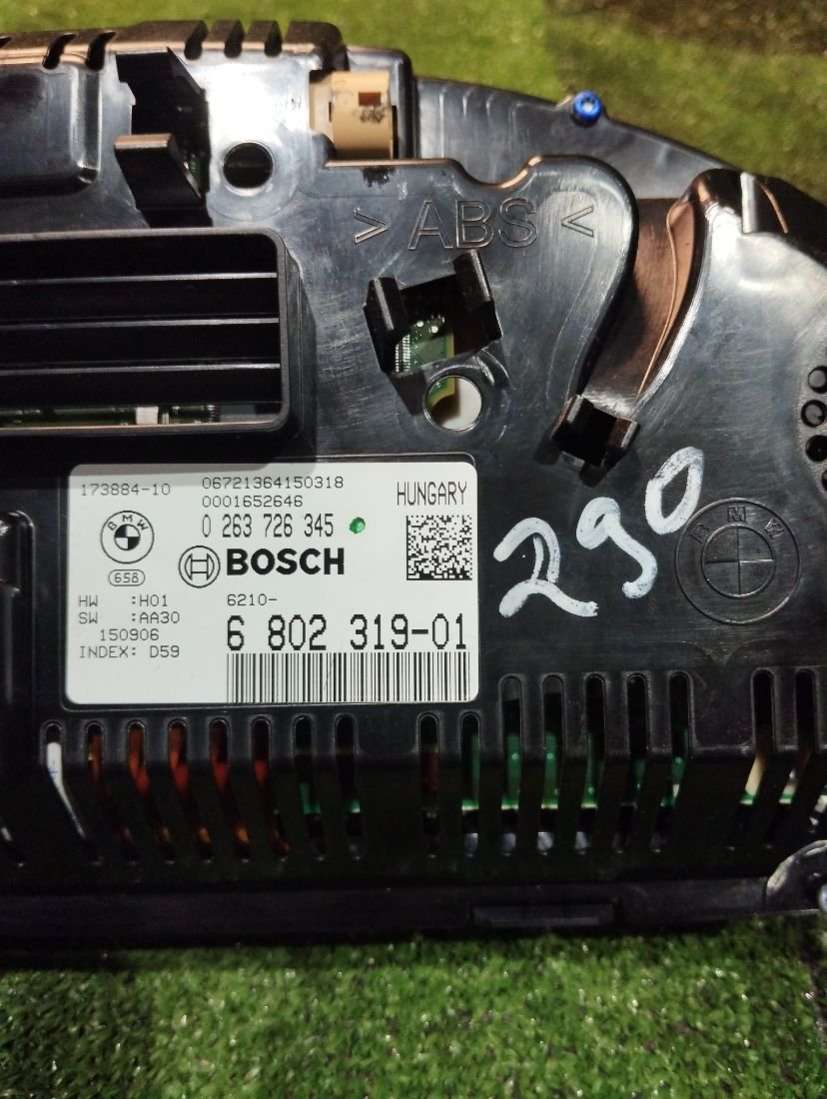 > ABS <
173884-10
06721364150318
0001652646
HUNGARY
0 263 726 345
BMW
BOSCH
658
HW :H01
SW :AA30
150906
INDEX: D59
6210-
6 802 319-01
290
BMW